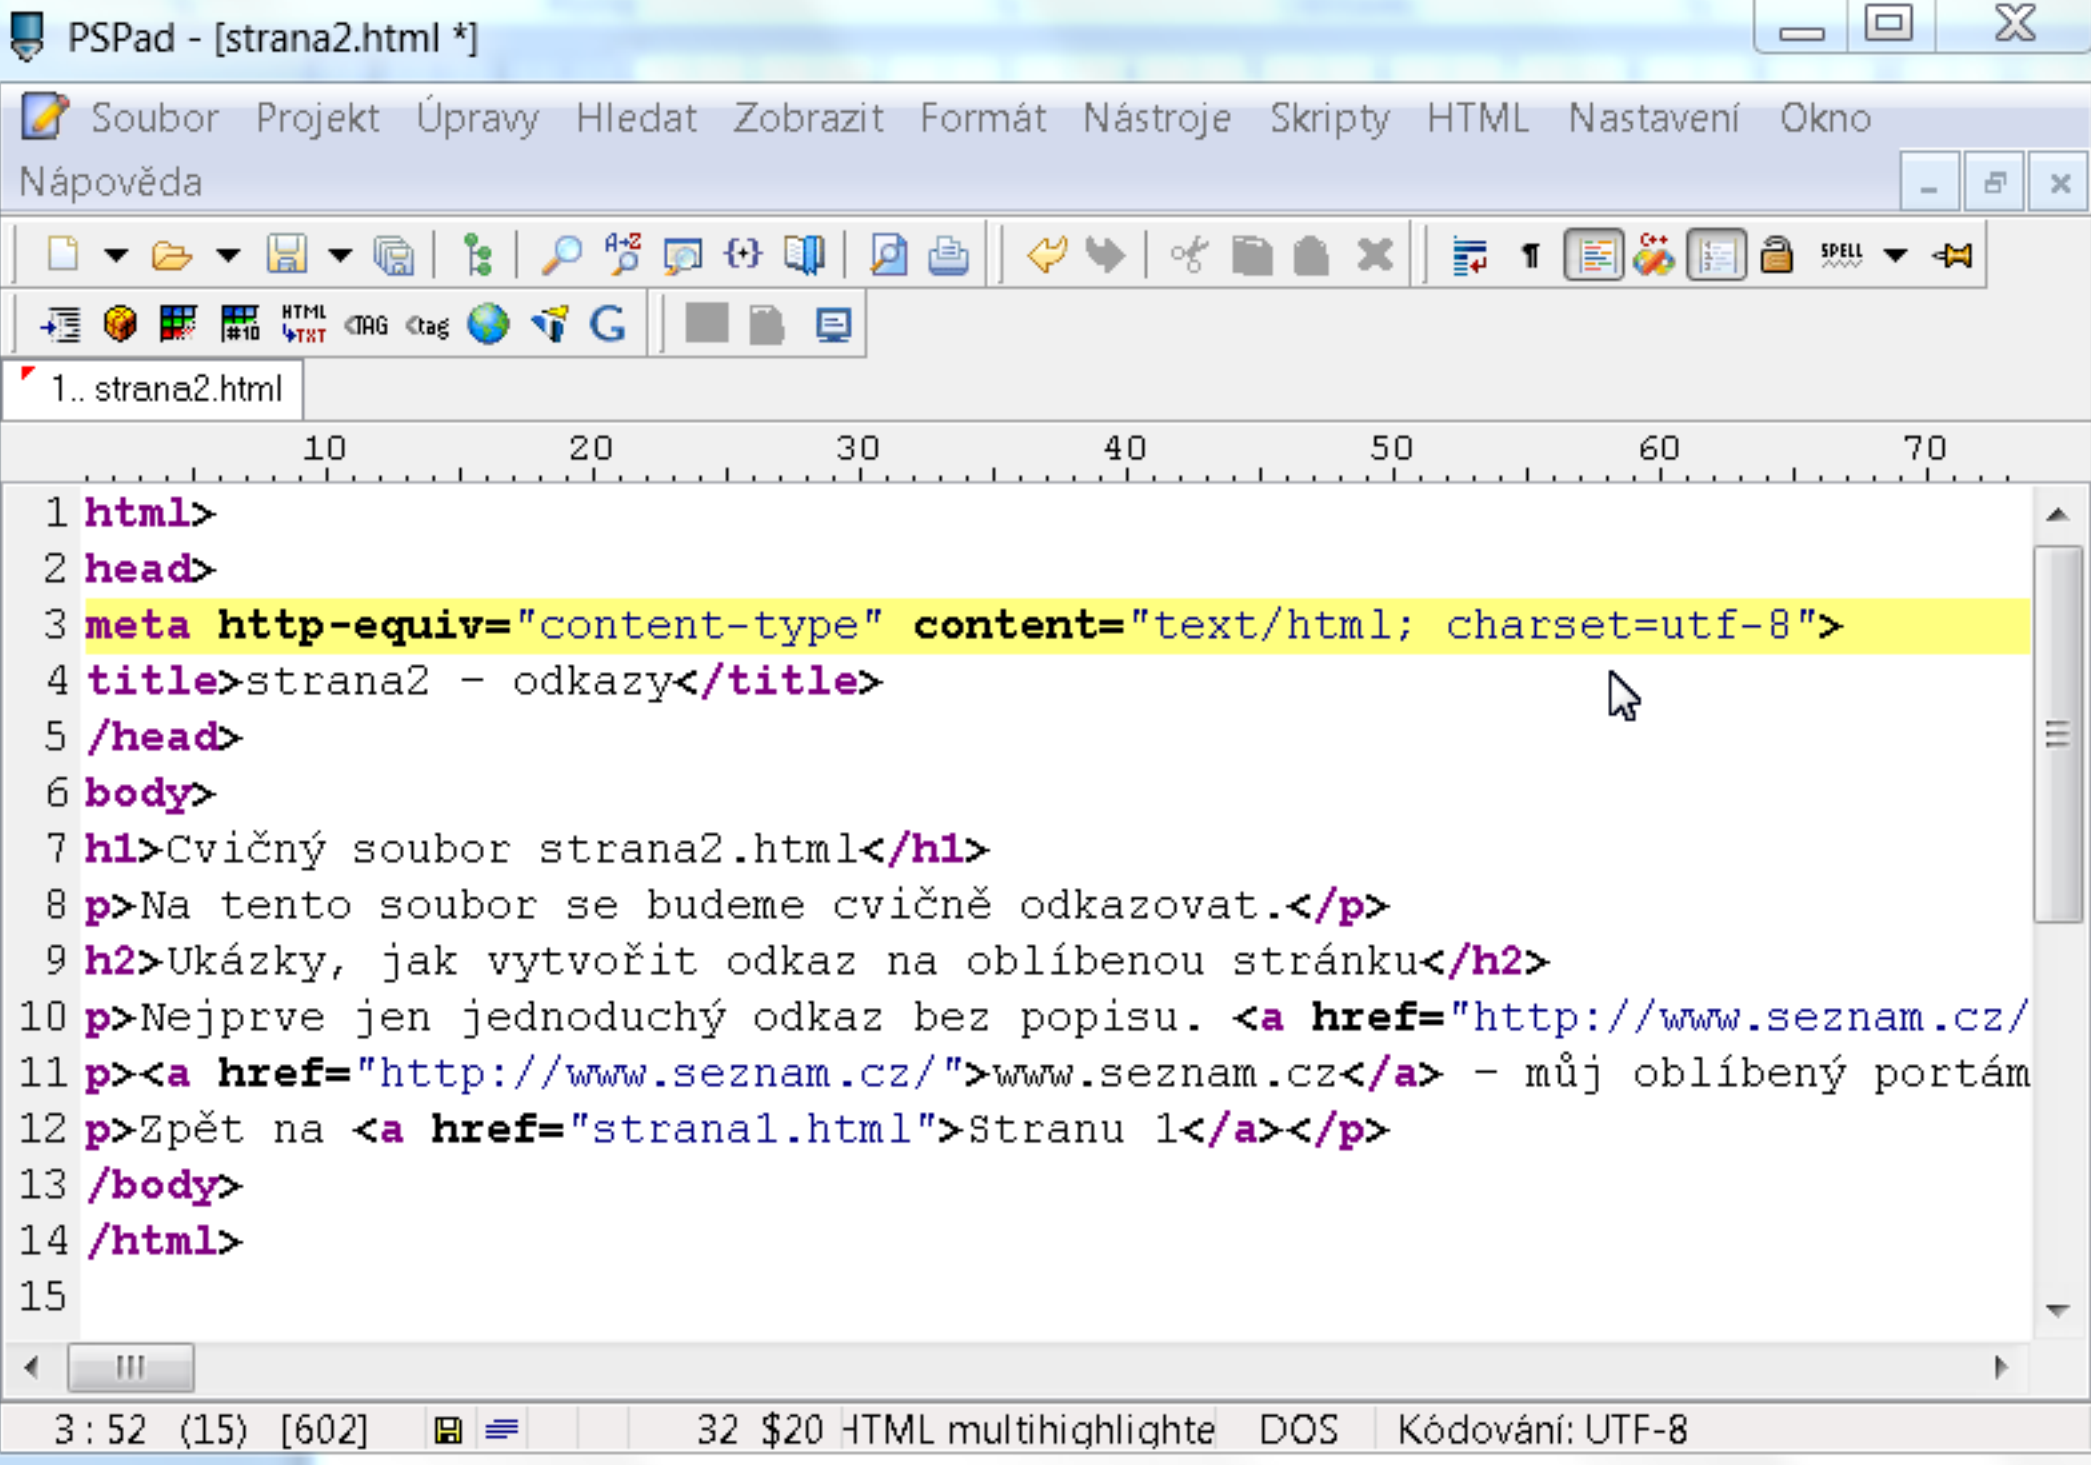 PSPad - [strana2.html *]
Soubor Projekt Úpravy Hledat Zobrazit Formát Nástroje Skripty HTML Nastavení Okno
Nápověda
A→Z {+} ¶ C++ SPELL
#10 HTML TXT <TAG <tag G
1.. strana2.html
10 20 30 40 50 60 70
1 html>
2 head>
3 meta http-equiv="content-type" content="text/html; charset=utf-8">
4 title>strana2 - odkazy</title>
5 /head>
6 body>
7 h1>Cvičný soubor strana2.html</h1>
8 p>Na tento soubor se budeme cvičně odkazovat.</p>
9 h2>Ukázky, jak vytvořit odkaz na oblíbenou stránku</h2>
10 p>Nejprve jen jednoduchý odkaz bez popisu. <a href="http://www.seznam.cz/
11 p><a href="http://www.seznam.cz/">www.seznam.cz</a> - můj oblíbený portám
12 p>Zpět na <a href="strana1.html">Stranu 1</a></p>
13 /body>
14 /html>
15
3 : 52 (15) [602] 32 $20 HTML multihighlighte DOS Kódování: UTF-8